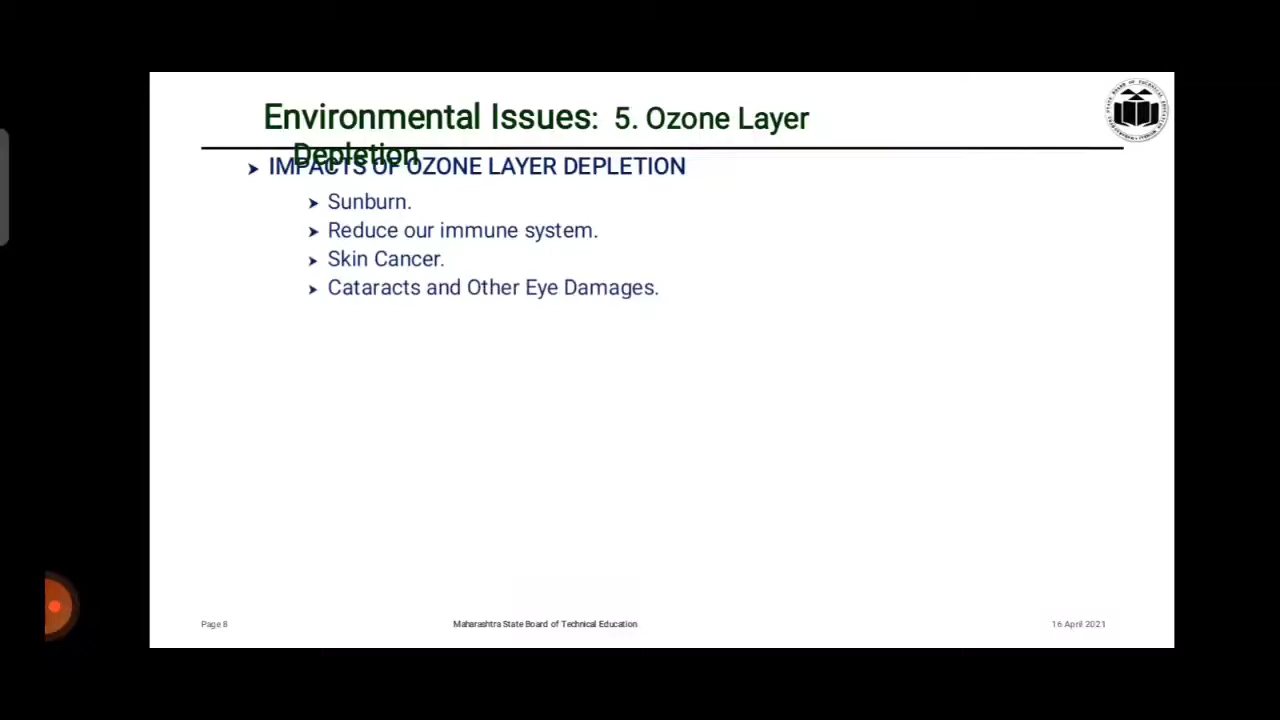 Environmental Issues: 5. Ozone Layer
Depletion
➤ IMPACTS OF OZONE LAYER DEPLETION
➤ Sunburn.
➤ Reduce our immune system.
➤ Skin Cancer.
➤ Cataracts and Other Eye Damages.
Page 8
Maharashtra State Board of Technical Education
16 April 2021